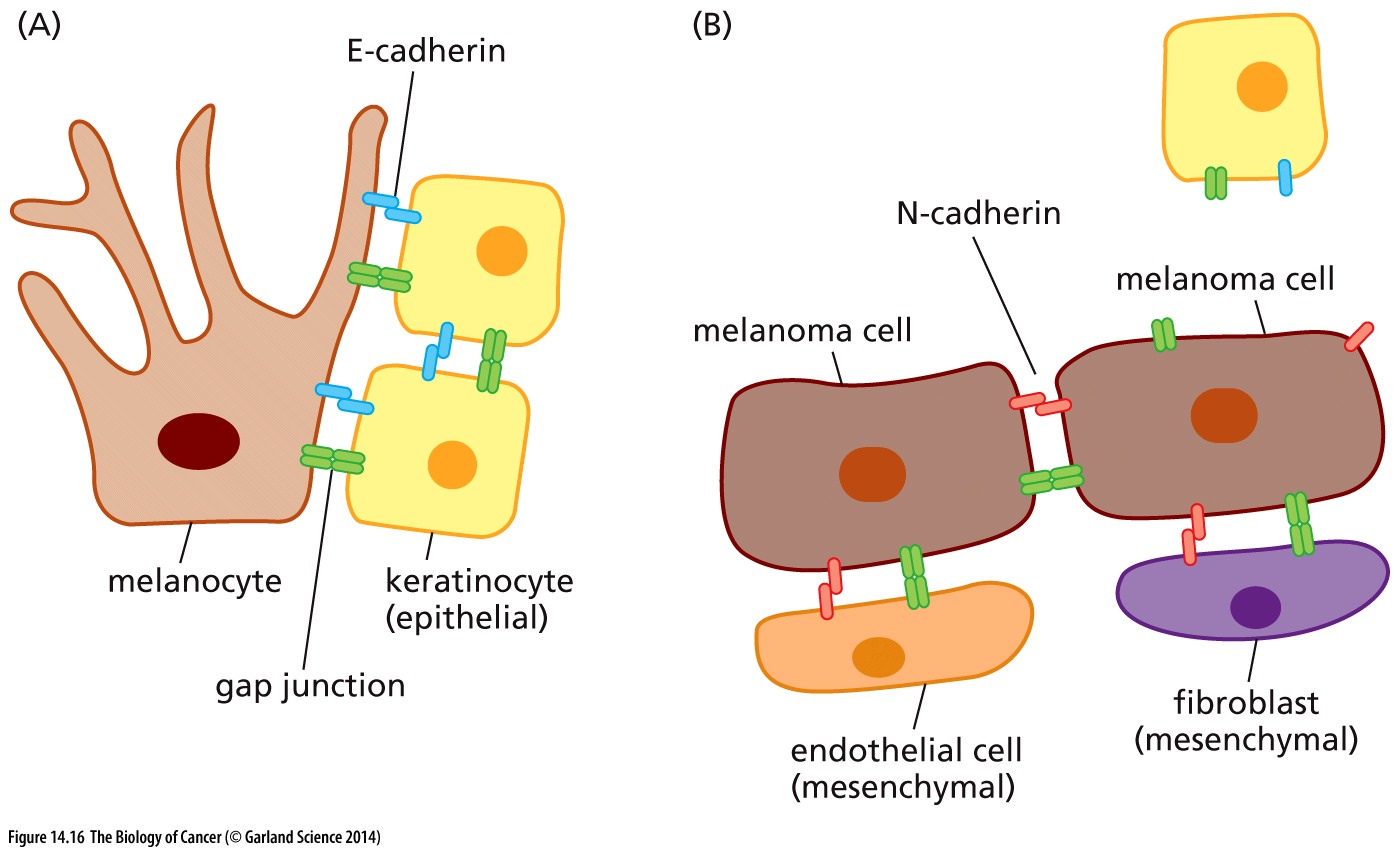 (A)
E-cadherin
melanocyte
keratinocyte
(epithelial)
gap junction
(B)
N-cadherin
melanoma cell
melanoma cell
endothelial cell
(mesenchymal)
fibroblast
(mesenchymal)
Figure 14.16 The Biology of Cancer (© Garland Science 2014)